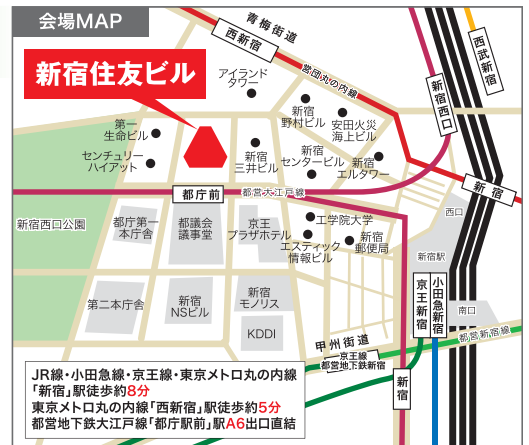 会場MAP
青梅街道
西新宿
新宿住友ビル
アイランド
タワー
営団丸の内線
西武新宿
新宿西口
新宿
野村ビル
安田火災
海上ビル
第一
生命ビル
センチュリー
ハイアット
新宿
三井ビル
新宿
センタービル
新宿
エルタワー
新宿
都庁前
都営大江戸線
新宿西口公園
都庁第一
本庁舎
都議会
議事堂
京王
プラザホテル
工学院大学
エスティック
情報ビル
新宿
郵便局
西口
新宿駅
京王新宿
小田急新宿
南口
第二本庁舎
新宿
NSビル
新宿
モノリス
KDDI
甲州街道
都営新宿線
京王線
都営地下鉄新宿
新宿
JR線・小田急線・京王線・東京メトロ丸の内線
「新宿」駅徒歩約8分
東京メトロ丸の内線「西新宿」駅徒歩約5分
都営地下鉄大江戸線「都庁駅前」駅A6出口直結